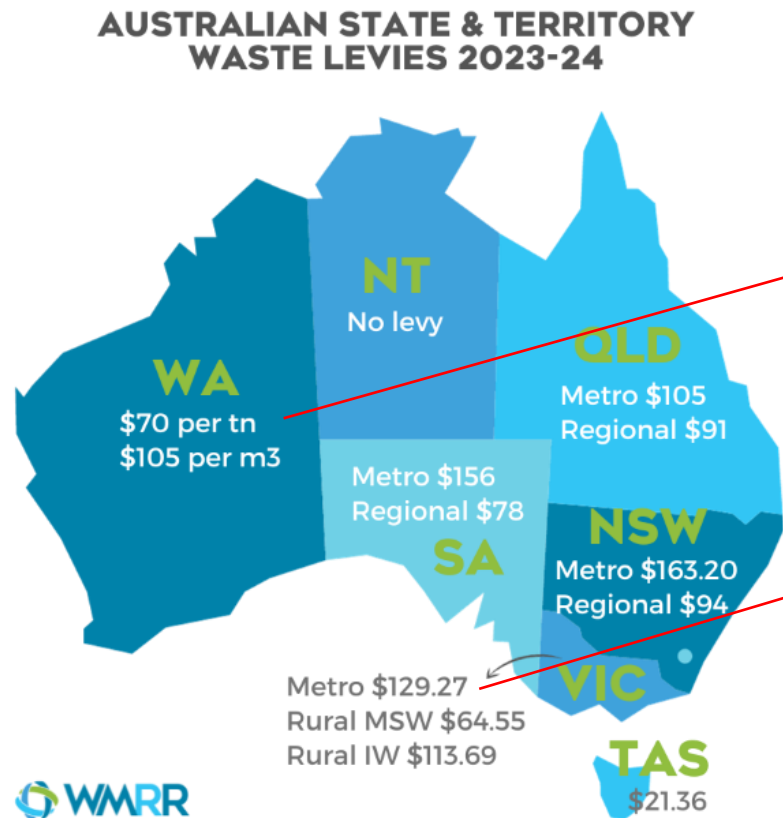 AUSTRALIAN STATE & TERRITORY
WASTE LEVIES 2023-24
NT
No levy
WA
$70 per tn
$105 per m3
QLD
Metro $105
Regional $91
Metro $156
Regional $78
SA
NSW
Metro $163.20
Regional $94
VIC
Metro $129.27
Rural MSW $64.55
Rural IW $113.69
TAS
$21.36
WMRR